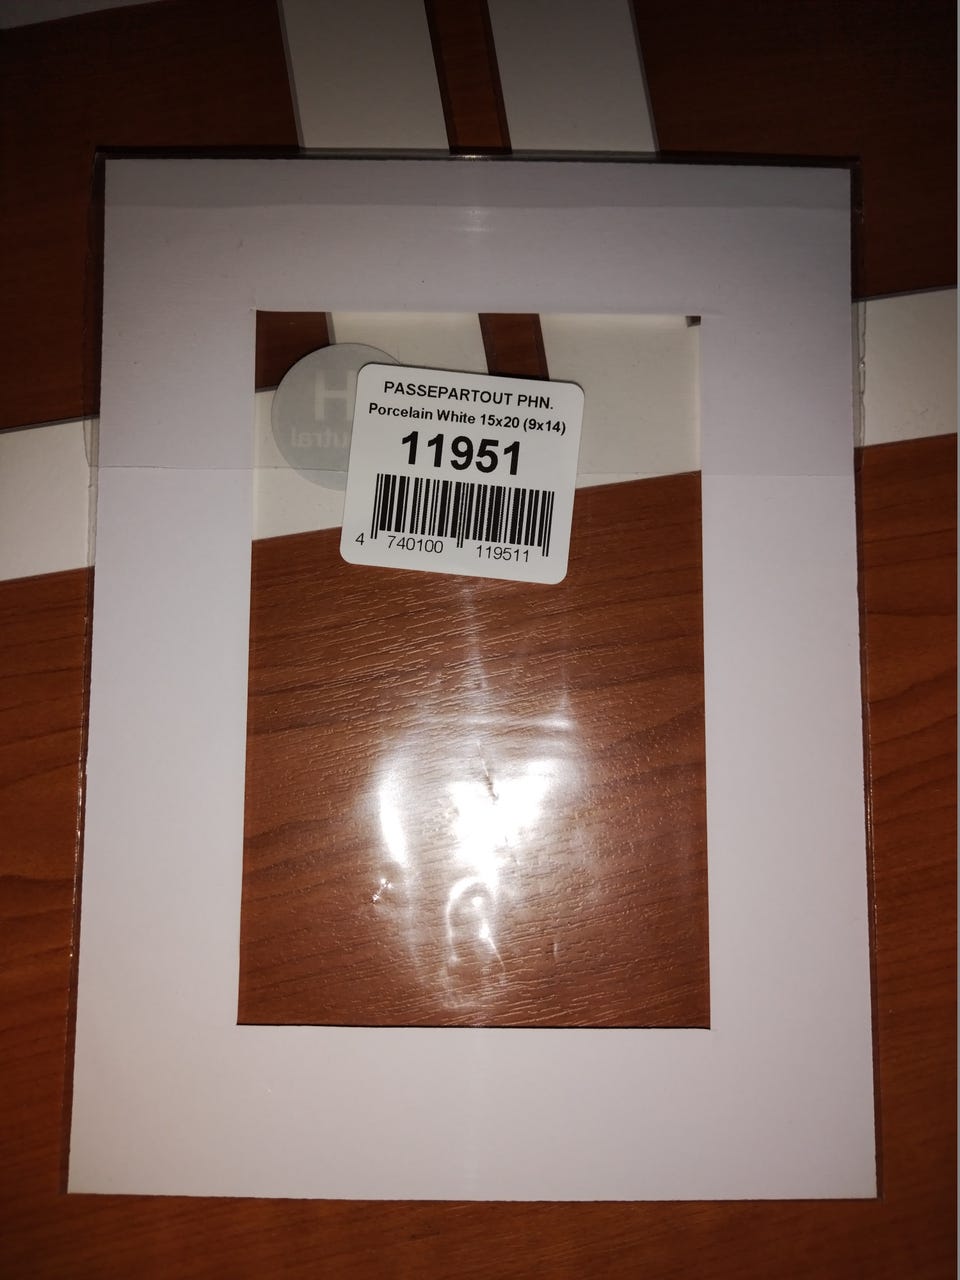 PASSEPARTOUT PHN.
Porcelain White 15x20 (9x14)
11951
4 740100 119511
H